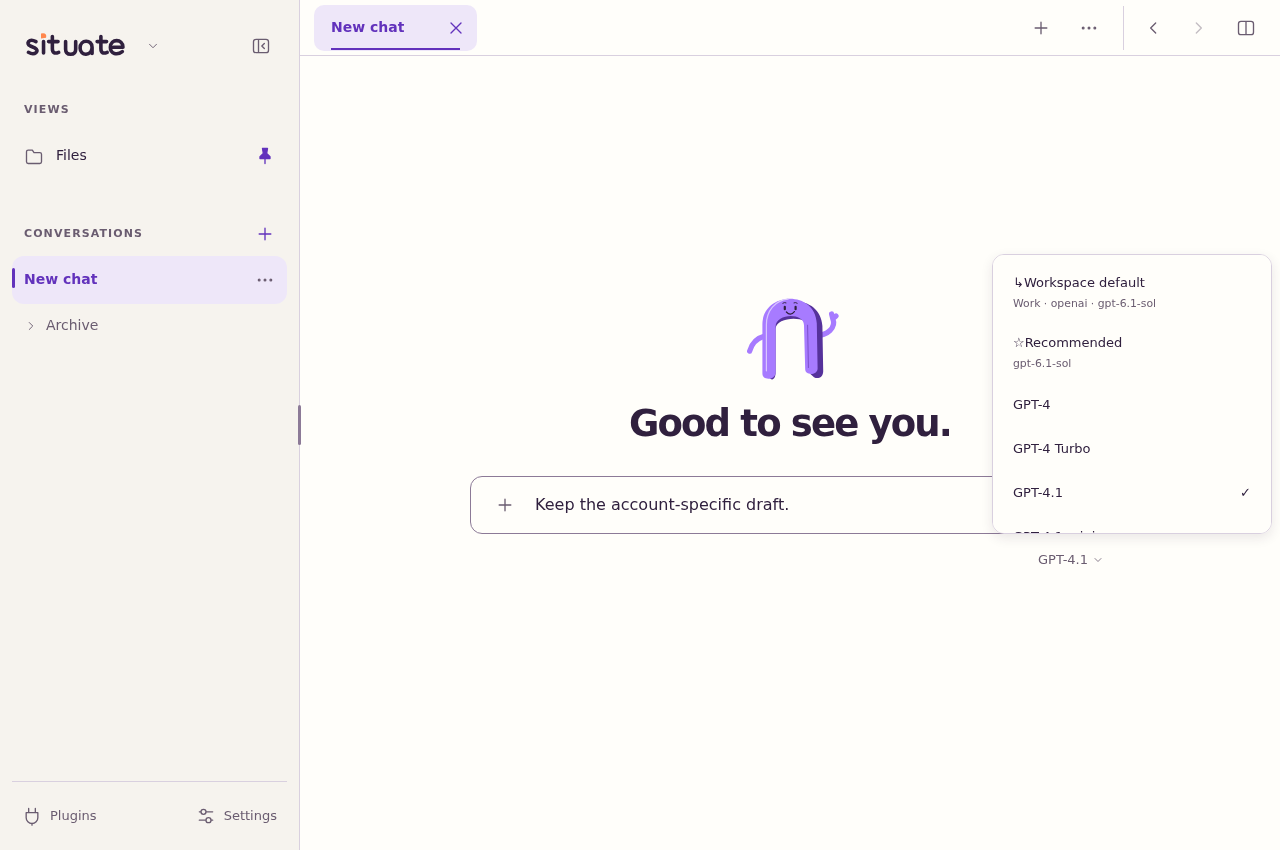 situate
VIEWS
Files
CONVERSATIONS
New chat
Archive
Plugins
Settings
New chat
Good to see you.
Keep the account-specific draft.
↳Workspace default
Work · openai · gpt-6.1-sol
☆Recommended
gpt-6.1-sol
GPT-4
GPT-4 Turbo
GPT-4.1 ✓
GPT-4.1